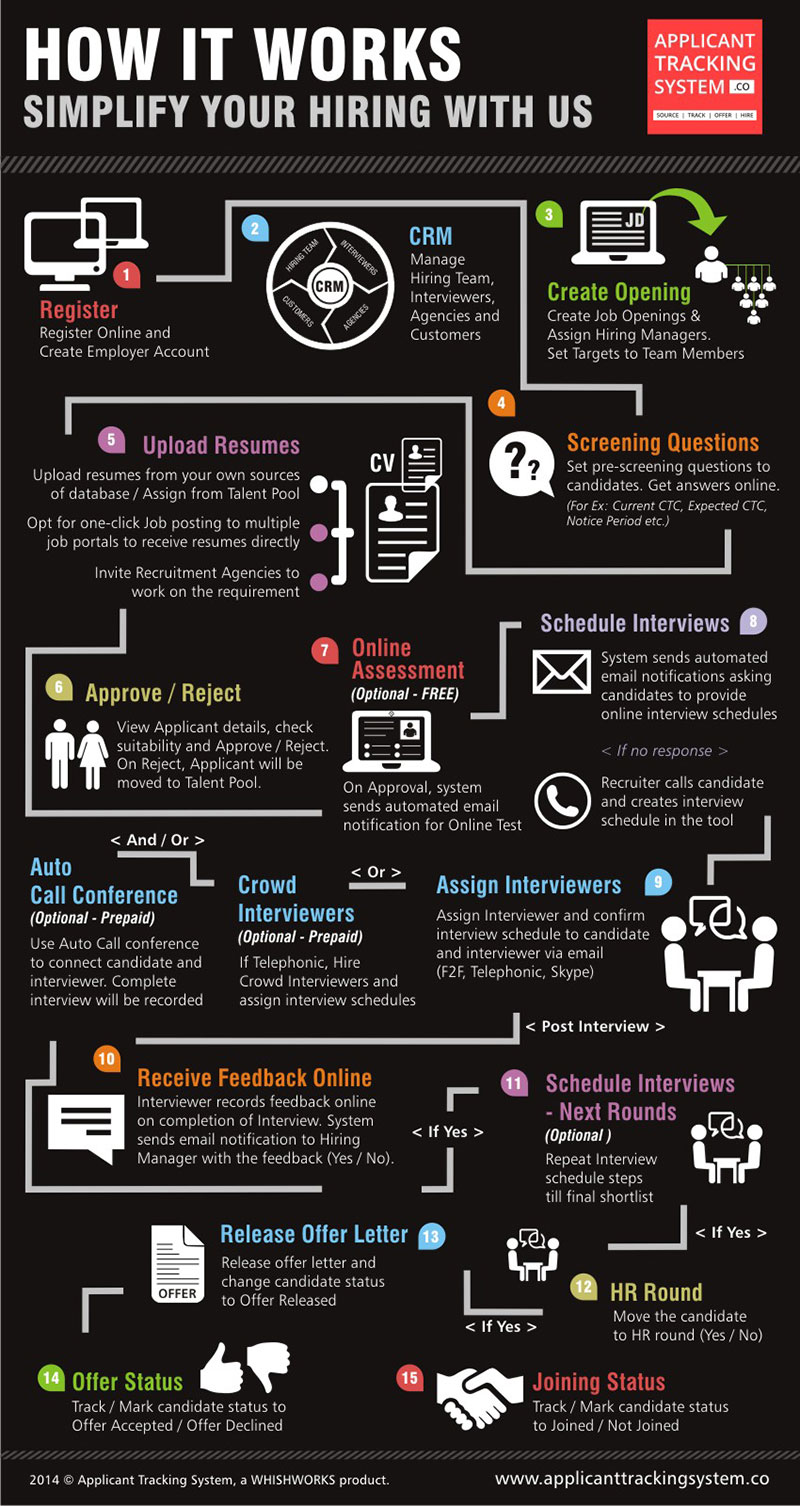 HOW IT WORKS
SIMPLIFY YOUR HIRING WITH US
APPLICANT
TRACKING
SYSTEM .CO
SOURCE | TRACK | OFFER | HIRE
1
Register
Register Online and
Create Employer Account
2
HIRING TEAM
INTERVIEWERS
CUSTOMERS
AGENCIES
CRM
CRM
Manage
Hiring Team,
Interviewers,
Agencies and
Customers
3
JD
Create Opening
Create Job Openings &
Assign Hiring Managers.
Set Targets to Team Members
4
??
Screening Questions
Set pre-screening questions to
candidates. Get answers online.
(For Ex: Current CTC, Expected CTC,
Notice Period etc.)
5
Upload Resumes
Upload resumes from your own sources
of database / Assign from Talent Pool
Opt for one-click Job posting to multiple
job portals to receive resumes directly
Invite Recruitment Agencies to
work on the requirement
CV
6
Approve / Reject
View Applicant details, check
suitability and Approve / Reject.
On Reject, Applicant will be
moved to Talent Pool.
7
Online
Assessment
(Optional - FREE)
On Approval, system
sends automated email
notification for Online Test
Schedule Interviews
8
System sends automated
email notifications asking
candidates to provide
online interview schedules
< If no response >
Recruiter calls candidate
and creates interview
schedule in the tool
< And / Or >
Auto
Call Conference
(Optional - Prepaid)
Use Auto Call conference
to connect candidate and
interviewer. Complete
interview will be recorded
< Or >
Crowd
Interviewers
(Optional - Prepaid)
If Telephonic, Hire
Crowd Interviewers and
assign interview schedules
Assign Interviewers
9
Assign Interviewer and confirm
interview schedule to candidate
and interviewer via email
(F2F, Telephonic, Skype)
< Post Interview >
10
Receive Feedback Online
Interviewer records feedback online
on completion of Interview. System
sends email notification to Hiring
Manager with the feedback (Yes / No).
< If Yes >
11
Schedule Interviews
- Next Rounds
(Optional )
Repeat Interview
schedule steps
till final shortlist
< If Yes >
12
HR Round
Move the candidate
to HR round (Yes / No)
< If Yes >
Release Offer Letter
13
Release offer letter and
change candidate status
to Offer Released
OFFER
14
Offer Status
Track / Mark candidate status to
Offer Accepted / Offer Declined
15
Joining Status
Track / Mark candidate status
to Joined / Not Joined
2014 © Applicant Tracking System, a WHISHWORKS product.
www.applicanttrackingsystem.co